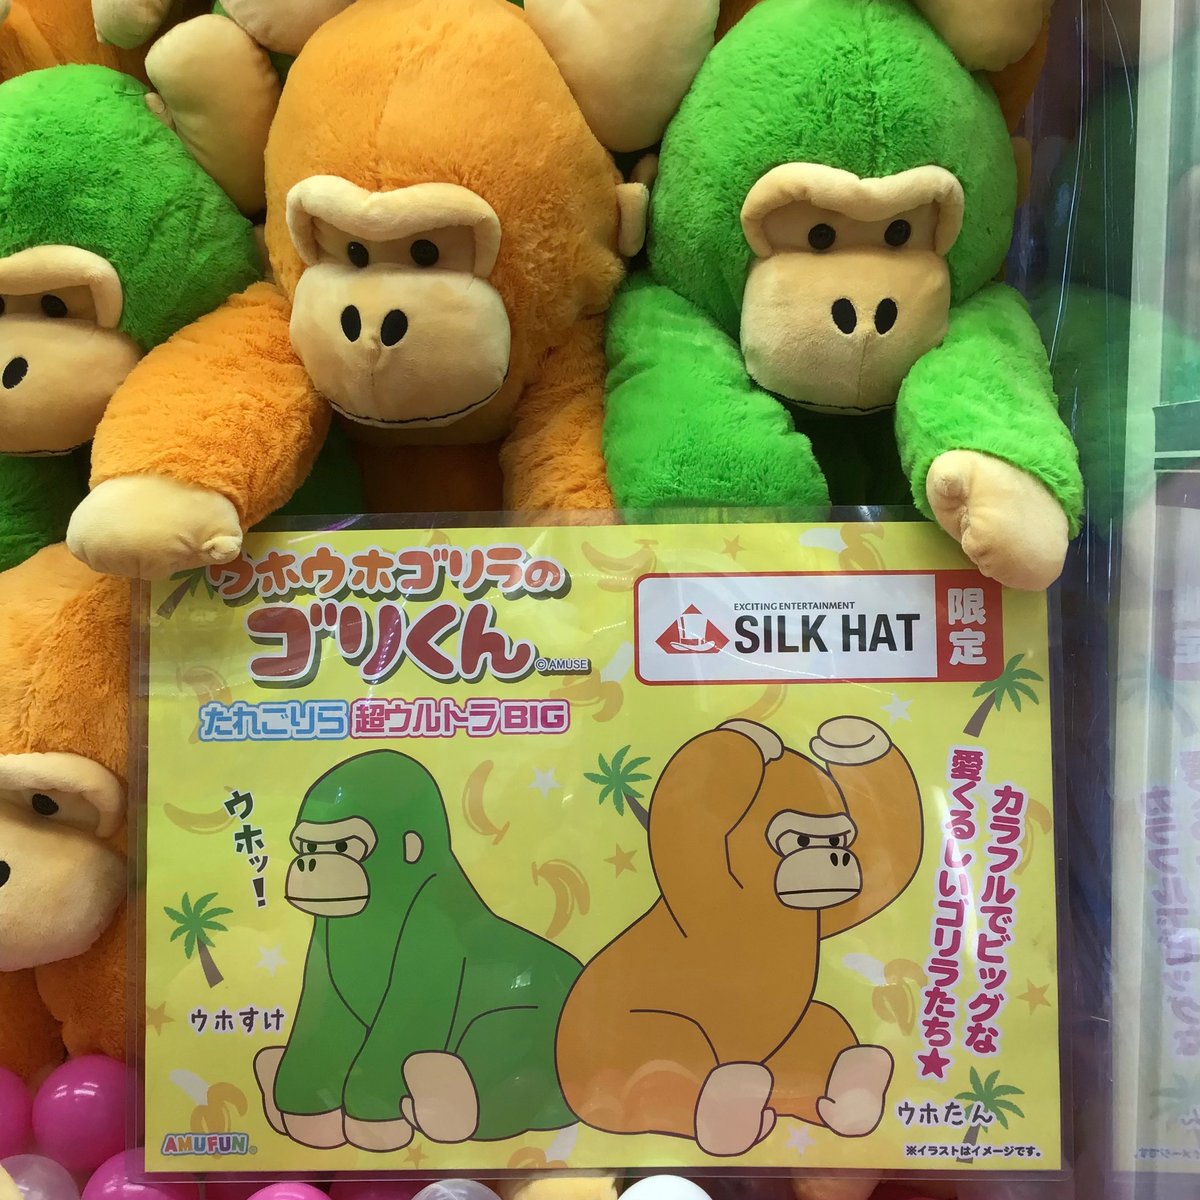 ウホウホゴリラの
ゴリくん
© AMUSE
たれごりら 超ウルトラBIG
EXCITING ENTERTAINMENT
SILK HAT
限定
ウホッ!
カラフルでビッグな
愛くるしいゴリラたち★
ウホすけ
ウホたん
AMUFUN
※イラストはイメージです。